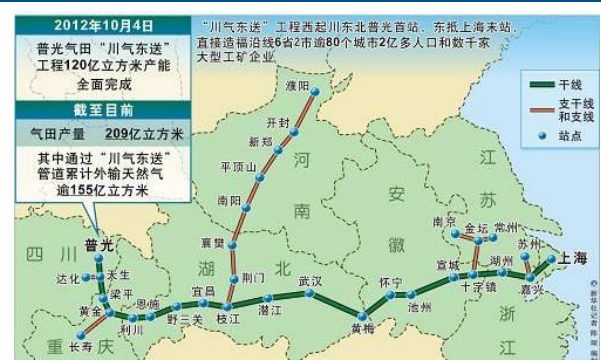 2012年10月4日
普光气田“川气东送”
工程120亿立方米产能
全面完成
截至目前
气田产量 209亿立方米
其中通过“川气东送”
管道累计外输天然气
逾155亿立方米
“川气东送”工程西起川东北普光首站、东抵上海末站，
直接造福沿线6省2市逾80个城市2亿多人口和数千家
大型工矿企业
干线
支干线
和支线
站点
濮阳
开封
新郑
平顶山
南阳
襄樊
荆门
河南
江苏
安徽
湖北
四川
重庆
浙江
普光
达化
天生
梁平
黄金
长寿
利川
恩施
野三关
宜昌
枝江
潜江
武汉
黄梅
怀宁
池州
宣城
十字镇
湖州
嘉兴
上海
苏州
南京
金坛
常州
新华社记者